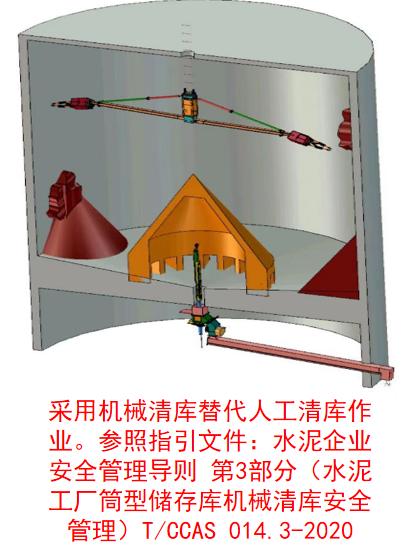 采用机械清库替代人工清库作
业。参照指引文件：水泥企业
安全管理导则 第3部分（水泥
工厂筒型储存库机械清库安全
管理）T/CCAS 014.3-2020